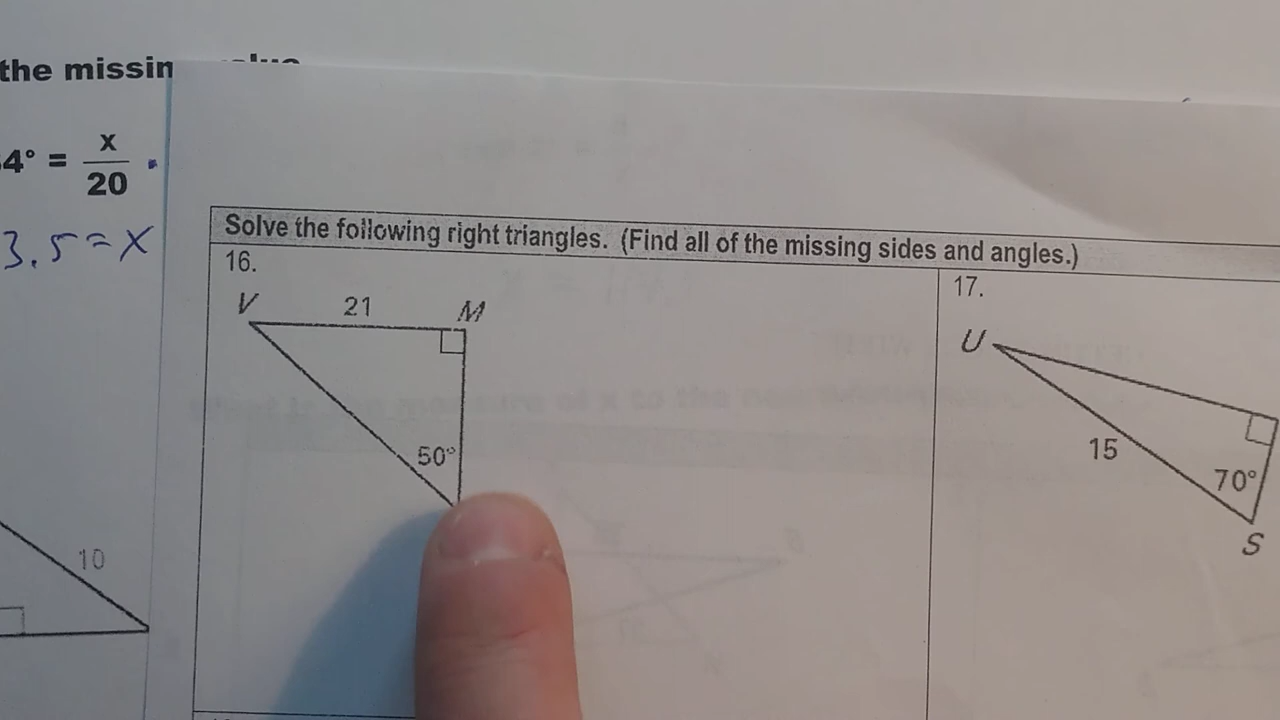 the missin
4° = x
20
3.5 = x
10
Solve the following right triangles. (Find all of the missing sides and angles.)
16.
V 21 M
50°
17.
U
15
70°
S